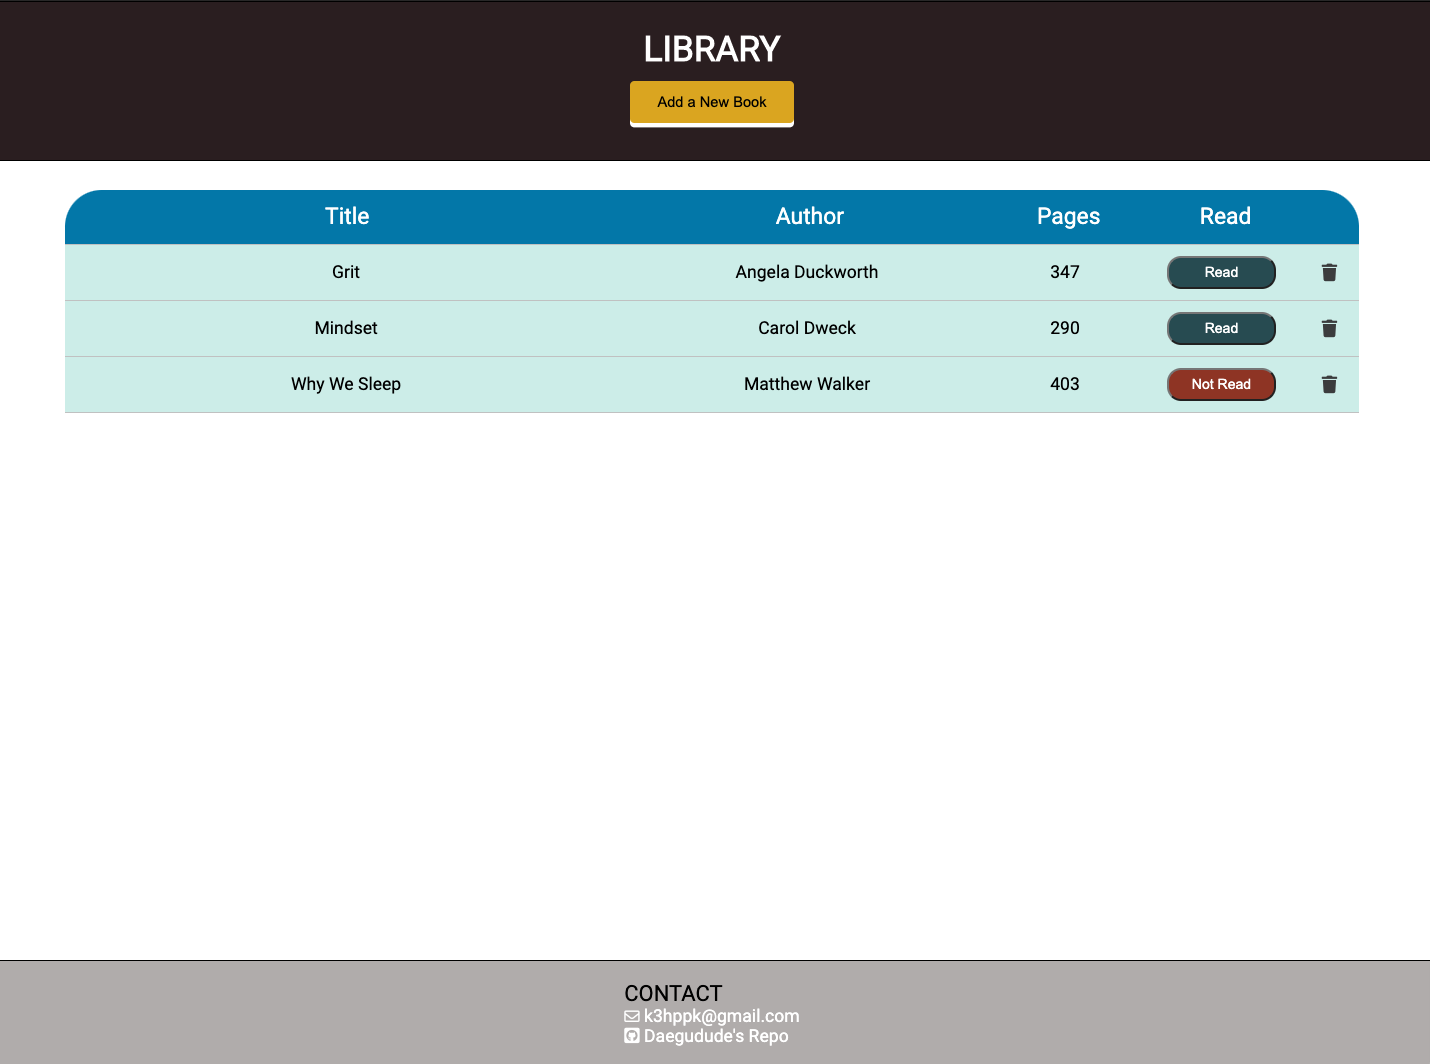 LIBRARY
Add a New Book
Title Author Pages Read
Grit Angela Duckworth 347 Read
Mindset Carol Dweck 290 Read
Why We Sleep Matthew Walker 403 Not Read
CONTACT
k3hppk@gmail.com
Daegudude's Repo